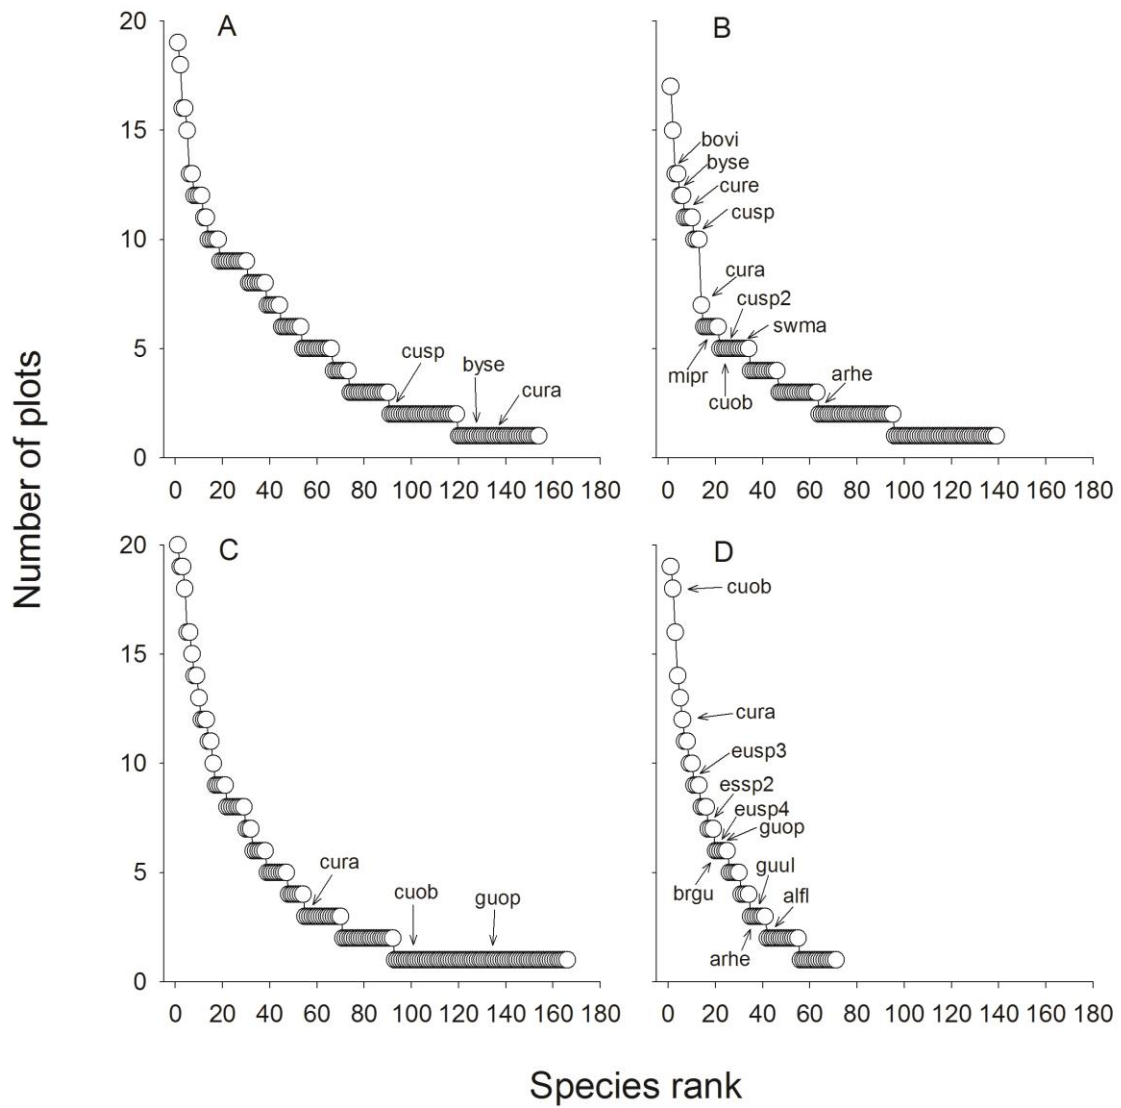 A
B
20
15
10
5
0
cusp
byse
cura
bovi
byse
cure
cusp
cura
cusp2
swma
mipr
cuob
arhe
0 20 40 60 80 100 120 140 160 180
0 20 40 60 80 100 120 140 160 180
Number of plots
C
D
20
15
10
5
0
cura
cuob
guop
cuob
cura
eusp3
essp2
eusp4
guop
brgu
guul
alfl
arhe
0 20 40 60 80 100 120 140 160 180
0 20 40 60 80 100 120 140 160 180
Species rank